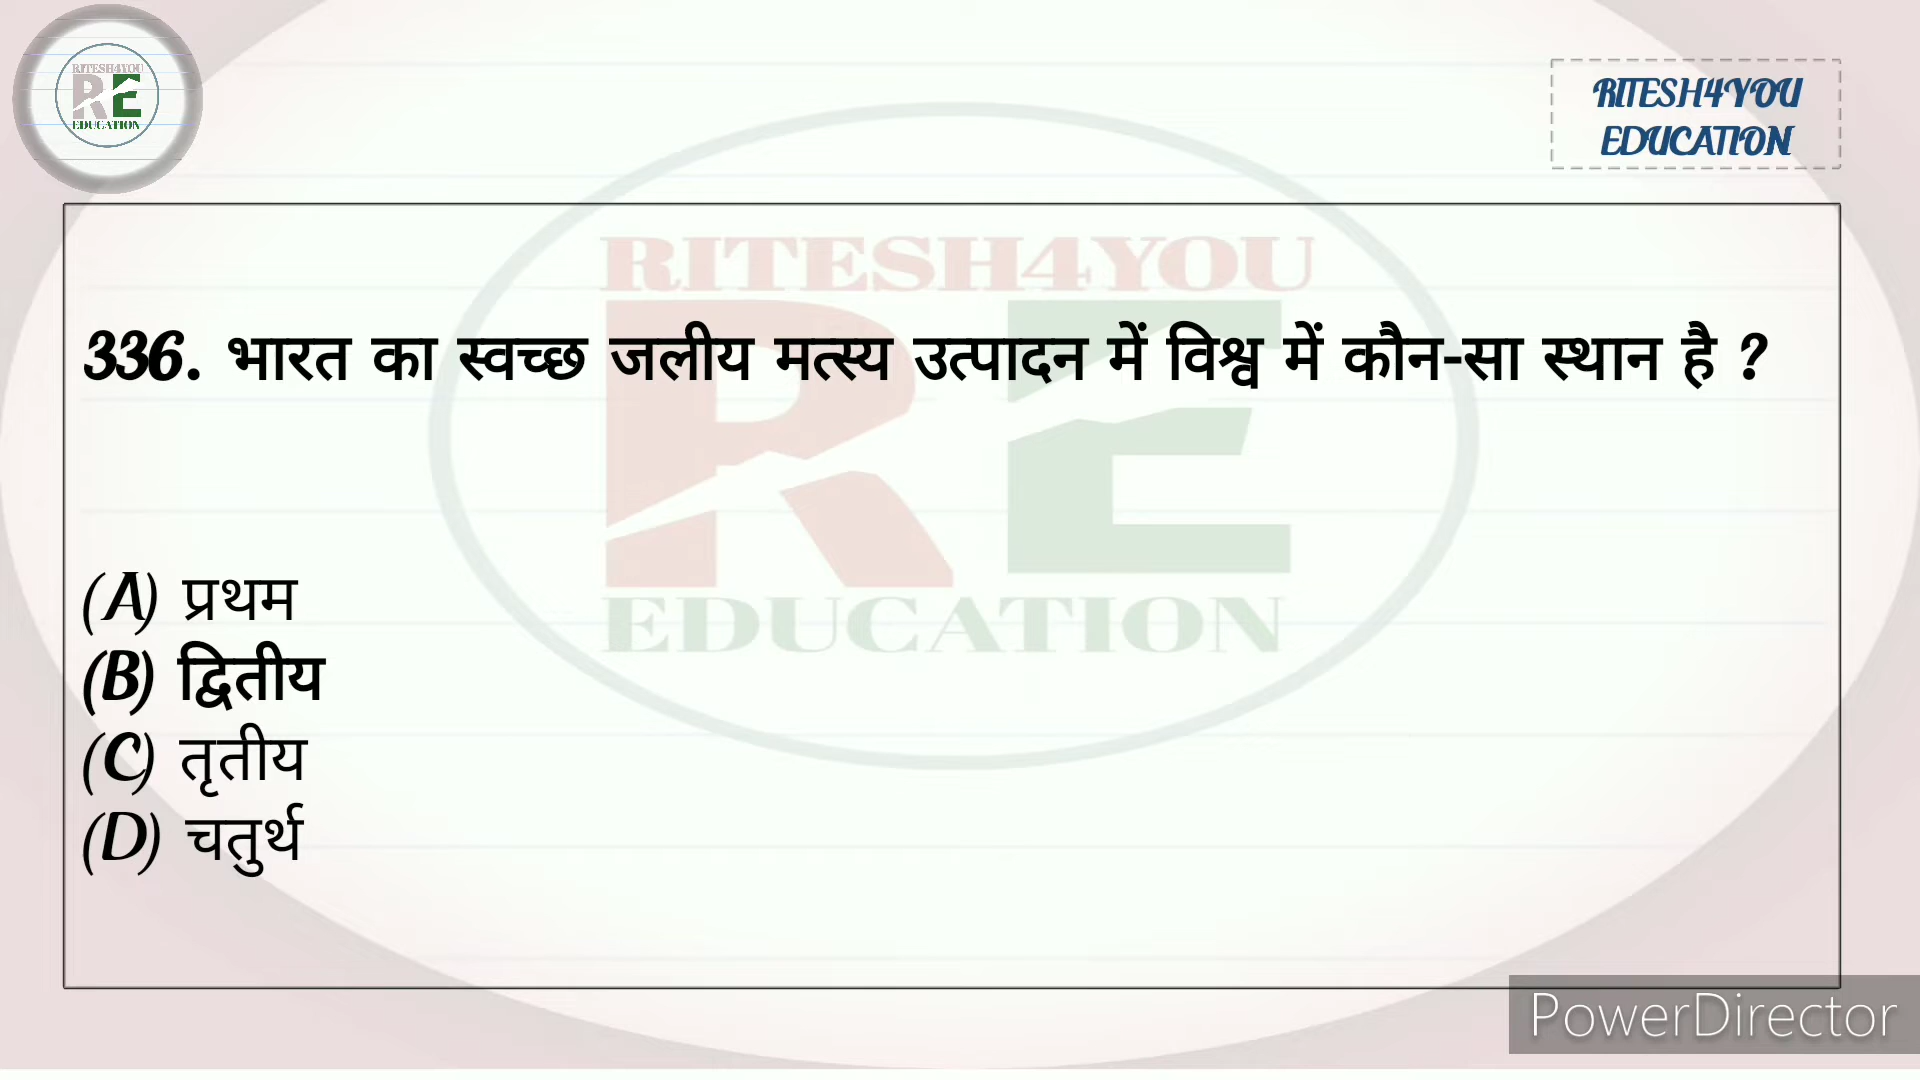 RITESH4YOU
RE
EDUCATION
RITESH4YOU
EDUCATION
RITESH4YOU
RE
EDUCATION
336. भारत का स्वच्छ जलीय मत्स्य उत्पादन में विश्व में कौन-सा स्थान है ?
(A) प्रथम
(B) द्वितीय
(C) तृतीय
(D) चतुर्थ
PowerDirector